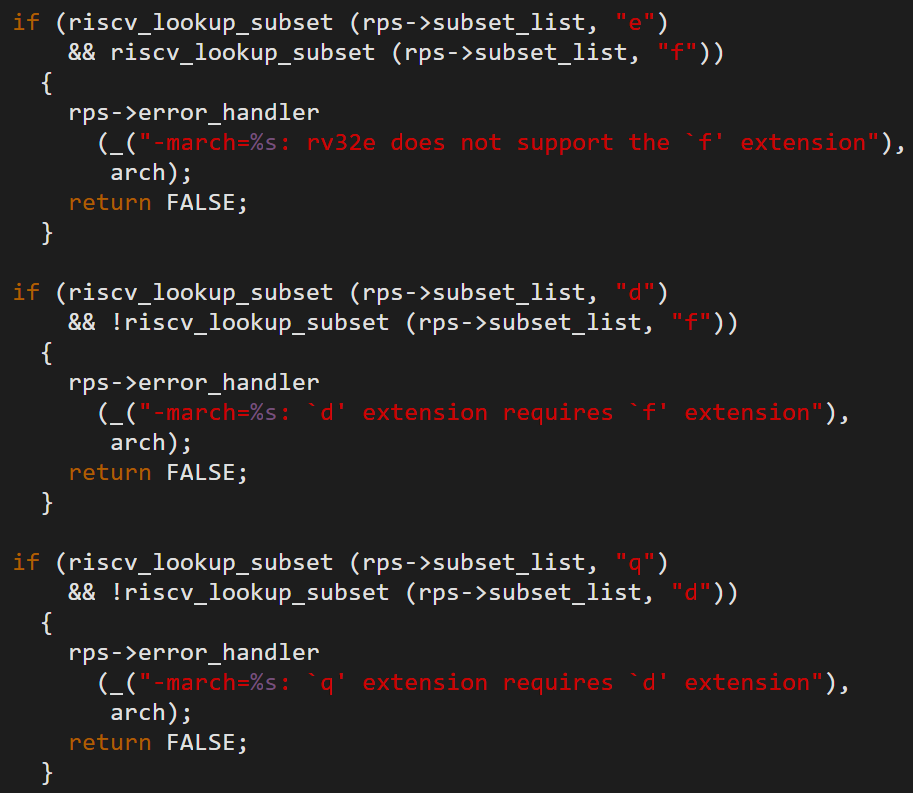 if (riscv_lookup_subset (rps->subset_list, "e")
    && riscv_lookup_subset (rps->subset_list, "f"))
  {
    rps->error_handler
      (_("-march=%s: rv32e does not support the `f' extension"),
       arch);
    return FALSE;
  }

if (riscv_lookup_subset (rps->subset_list, "d")
    && !riscv_lookup_subset (rps->subset_list, "f"))
  {
    rps->error_handler
      (_("-march=%s: `d' extension requires `f' extension"),
       arch);
    return FALSE;
  }

if (riscv_lookup_subset (rps->subset_list, "q")
    && !riscv_lookup_subset (rps->subset_list, "d"))
  {
    rps->error_handler
      (_("-march=%s: `q' extension requires `d' extension"),
       arch);
    return FALSE;
  }